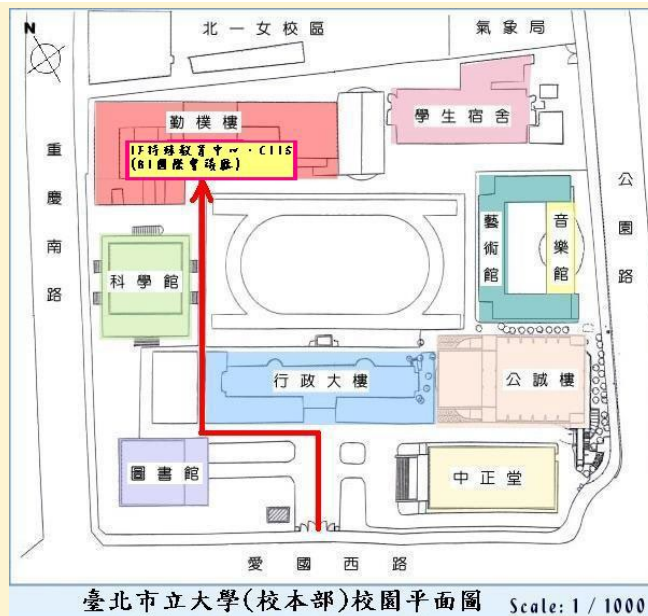 N
北一女校區
氣象局
勤樸樓
學生宿舍
1F特殊教育中心·C115
(B1國際會議廳)
重慶南路
公園路
藝術館
音樂館
科學館
行政大樓
公誠樓
圖書館
中正堂
愛國西路
臺北市立大學(校本部)校園平面圖 Scale: 1 / 1000